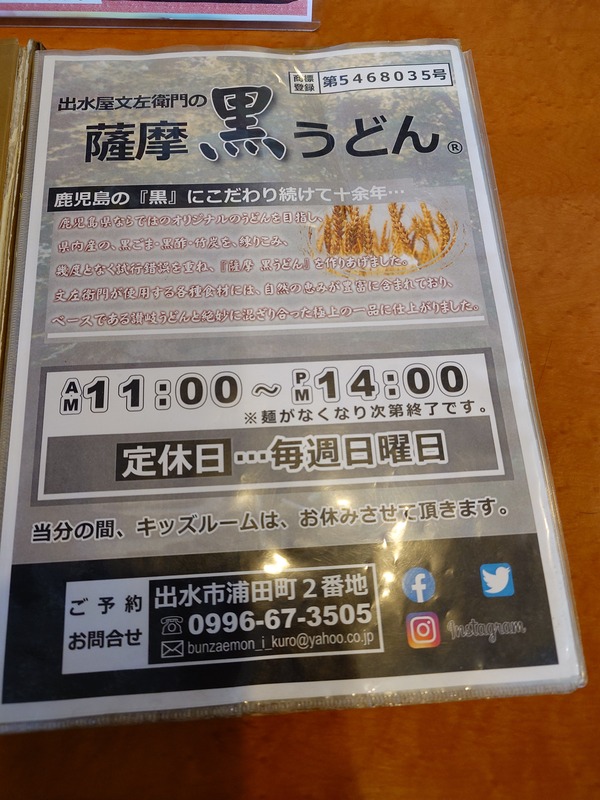 商標登録 第5468035号
出水屋文左衛門の
薩摩黒うどん®
鹿児島の『黒』にこだわり続けて十余年…
鹿児島県ならではのオリジナルのうどんを目指し、
県内産の、黒ごま・黒酢・竹炭を、練りこみ、
幾度となく試行錯誤を重ね、『薩摩 黒うどん』を作りあげました。
文左衛門が使用する各種食材には、自然の恵みが豊富に含まれており、
ベースである讃岐うどんと絶妙に混ざり合った極上の一品に仕上がりました。
AM11:00～PM14:00
※麺がなくなり次第終了です。
定休日…毎週日曜日
当分の間、キッズルームは、お休みさせて頂きます。
ご予約
お問合せ
出水市浦田町2番地
0996-67-3505
bunzaemon_i_kuro@yahoo.co.jp
Instagram